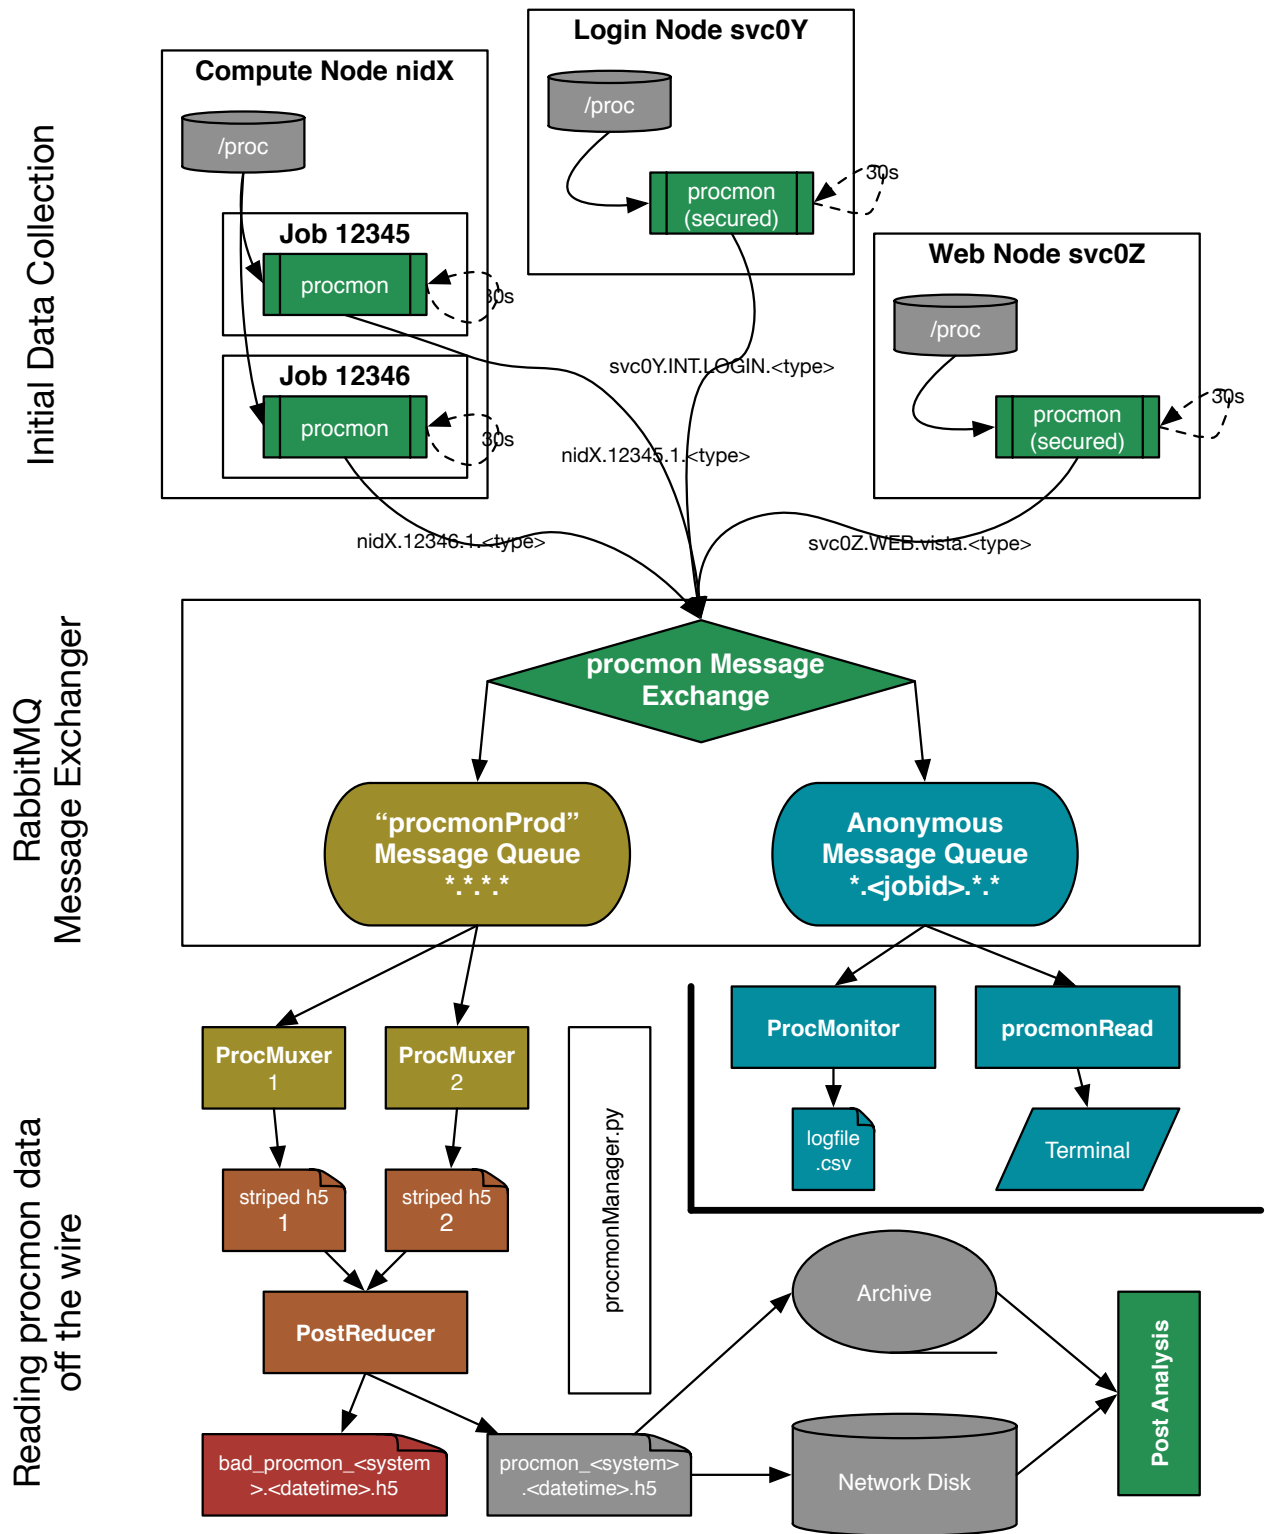 Initial Data Collection
Compute Node nidX
/proc
Job 12345
procmon
30s
Job 12346
procmon
30s
Login Node svc0Y
/proc
procmon
(secured)
30s
Web Node svc0Z
/proc
procmon
(secured)
30s
svc0Y.INT.LOGIN.<type>
nidX.12345.1.<type>
nidX.12346.1.<type>
svc0Z.WEB.vista.<type>
RabbitMQ
Message Exchanger
procmon Message
Exchange
“procmonProd”
Message Queue
*.*.*.*
Anonymous
Message Queue
*.<jobid>.*.*
Reading procmon data
off the wire
ProcMuxer
1
ProcMuxer
2
striped h5
1
striped h5
2
PostReducer
bad_procmon_<system
>.<datetime>.h5
procmon_<system>
.<datetime>.h5
procmonManager.py
ProcMonitor
procmonRead
logfile
.csv
Terminal
Archive
Network Disk
Post Analysis